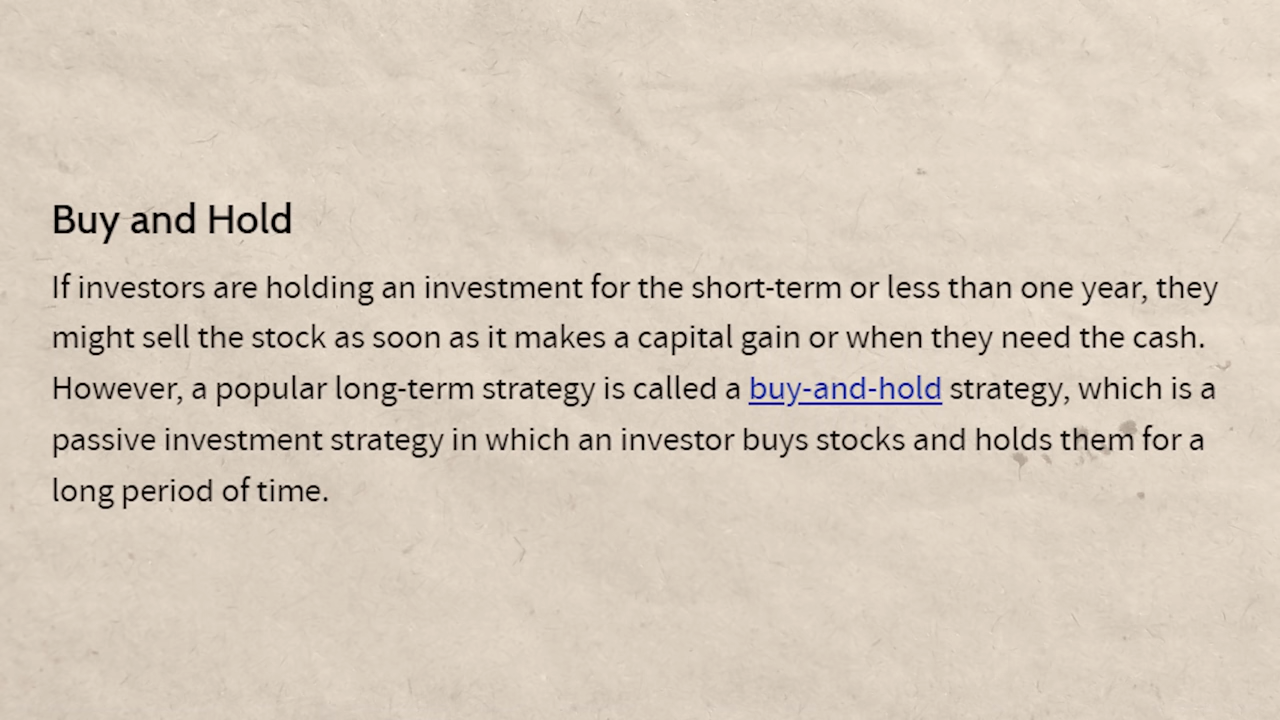 Buy and Hold
If investors are holding an investment for the short-term or less than one year, they
might sell the stock as soon as it makes a capital gain or when they need the cash.
However, a popular long-term strategy is called a buy-and-hold strategy, which is a
passive investment strategy in which an investor buys stocks and holds them for a
long period of time.